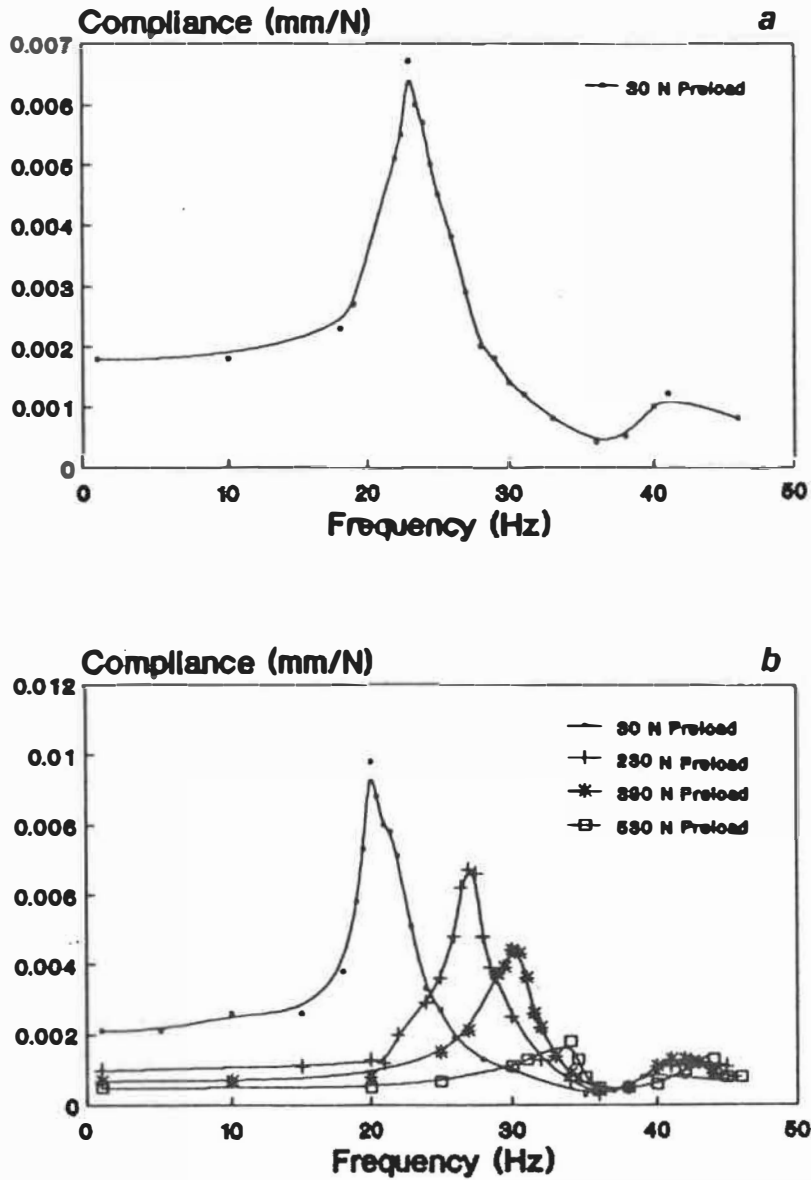 Compliance (mm/N)
a
0.007
0.006
0.005
0.004
0.003
0.002
0.001
0
30 N Preload
0 10 20 30 40 50
Frequency (Hz)
Compliance (mm/N)
b
0.012
0.01
0.008
0.006
0.004
0.002
0
30 N Preload
230 N Preload
390 N Preload
530 N Preload
0 10 20 30 40 50
Frequency (Hz)